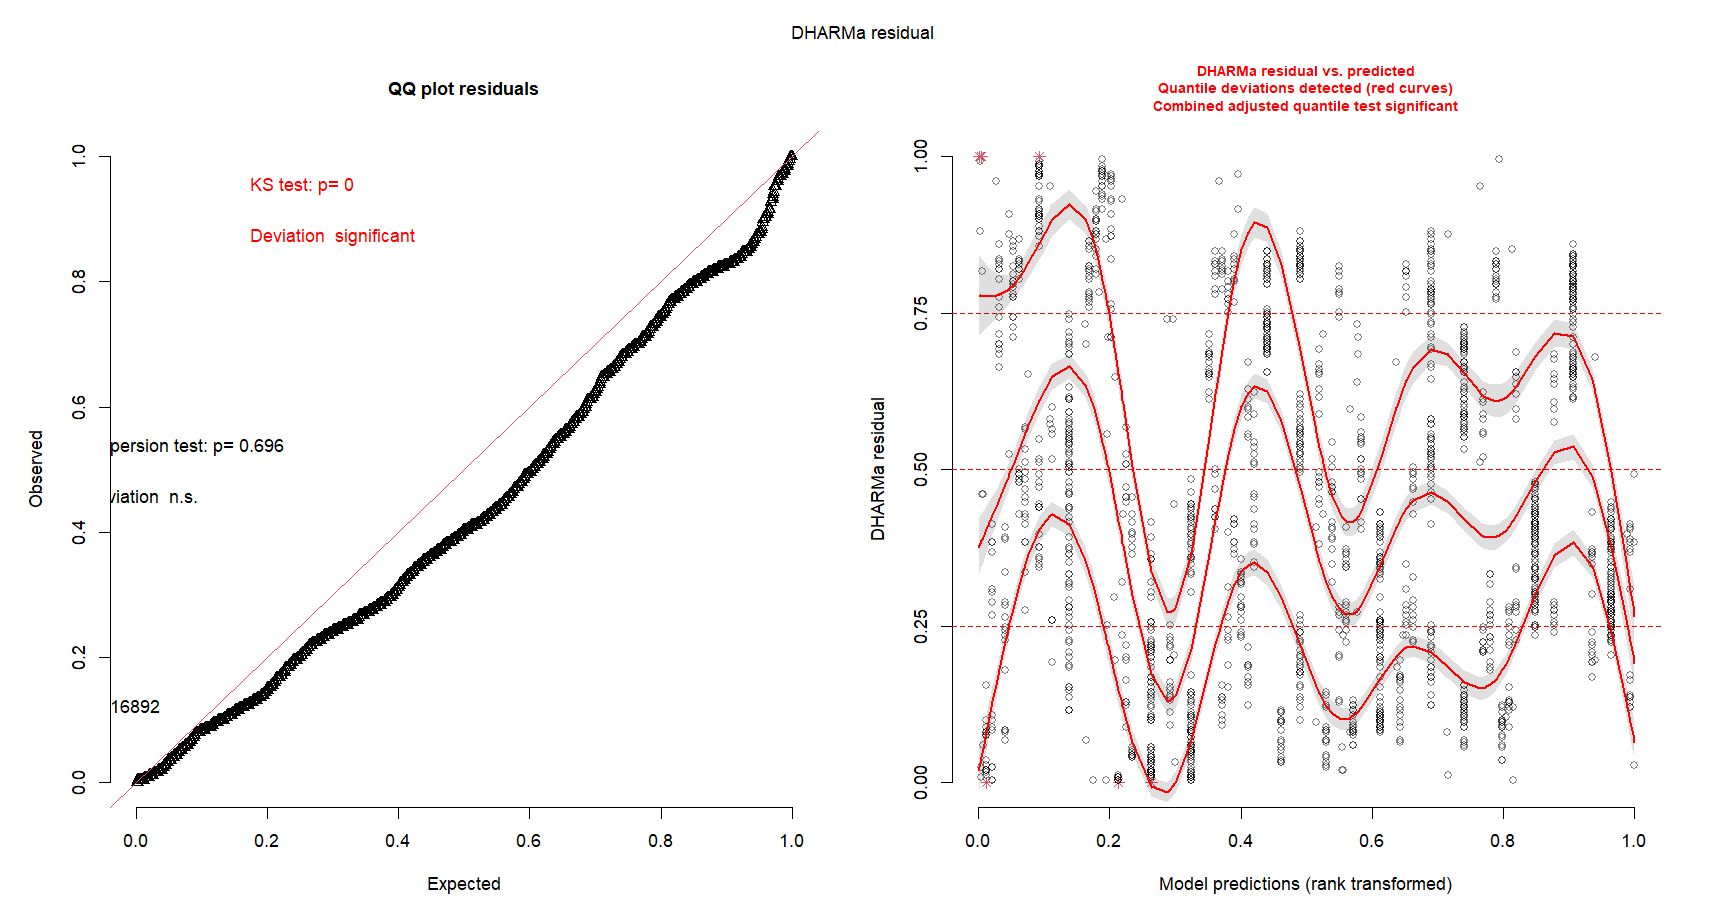 DHARMa residual
QQ plot residuals
KS test: p= 0
Deviation  significant
persion test: p= 0.696
viation  n.s.
16892
Observed
0.0
0.2
0.4
0.6
0.8
1.0
0.0
0.2
0.4
0.6
0.8
1.0
Expected
DHARMa residual vs. predicted
Quantile deviations detected (red curves)
Combined adjusted quantile test significant
DHARMa residual
0.00
0.25
0.50
0.75
1.00
0.0
0.2
0.4
0.6
0.8
1.0
Model predictions (rank transformed)